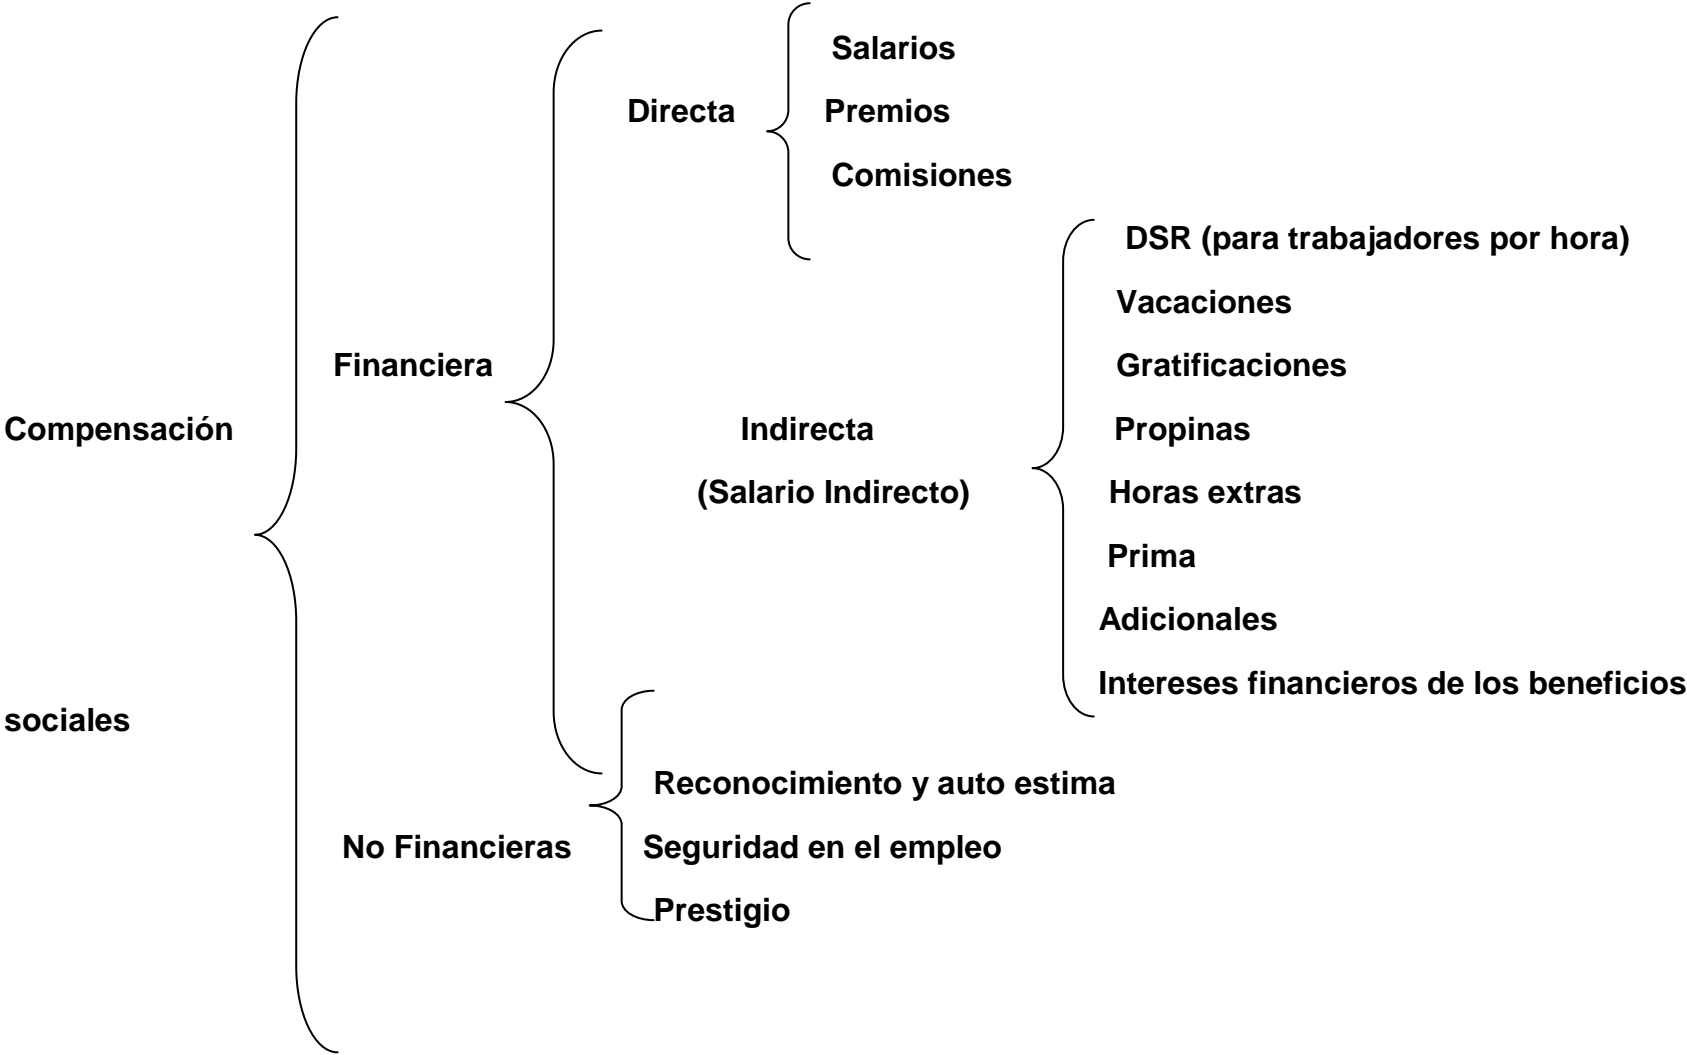 Salarios
Directa Premios
Comisiones
DSR (para trabajadores por hora)
Vacaciones
Financiera Gratificaciones
Compensación Indirecta Propinas
(Salario Indirecto) Horas extras
Prima
Adicionales
Intereses financieros de los beneficios
sociales
Reconocimiento y auto estima
No Financieras Seguridad en el empleo
Prestigio